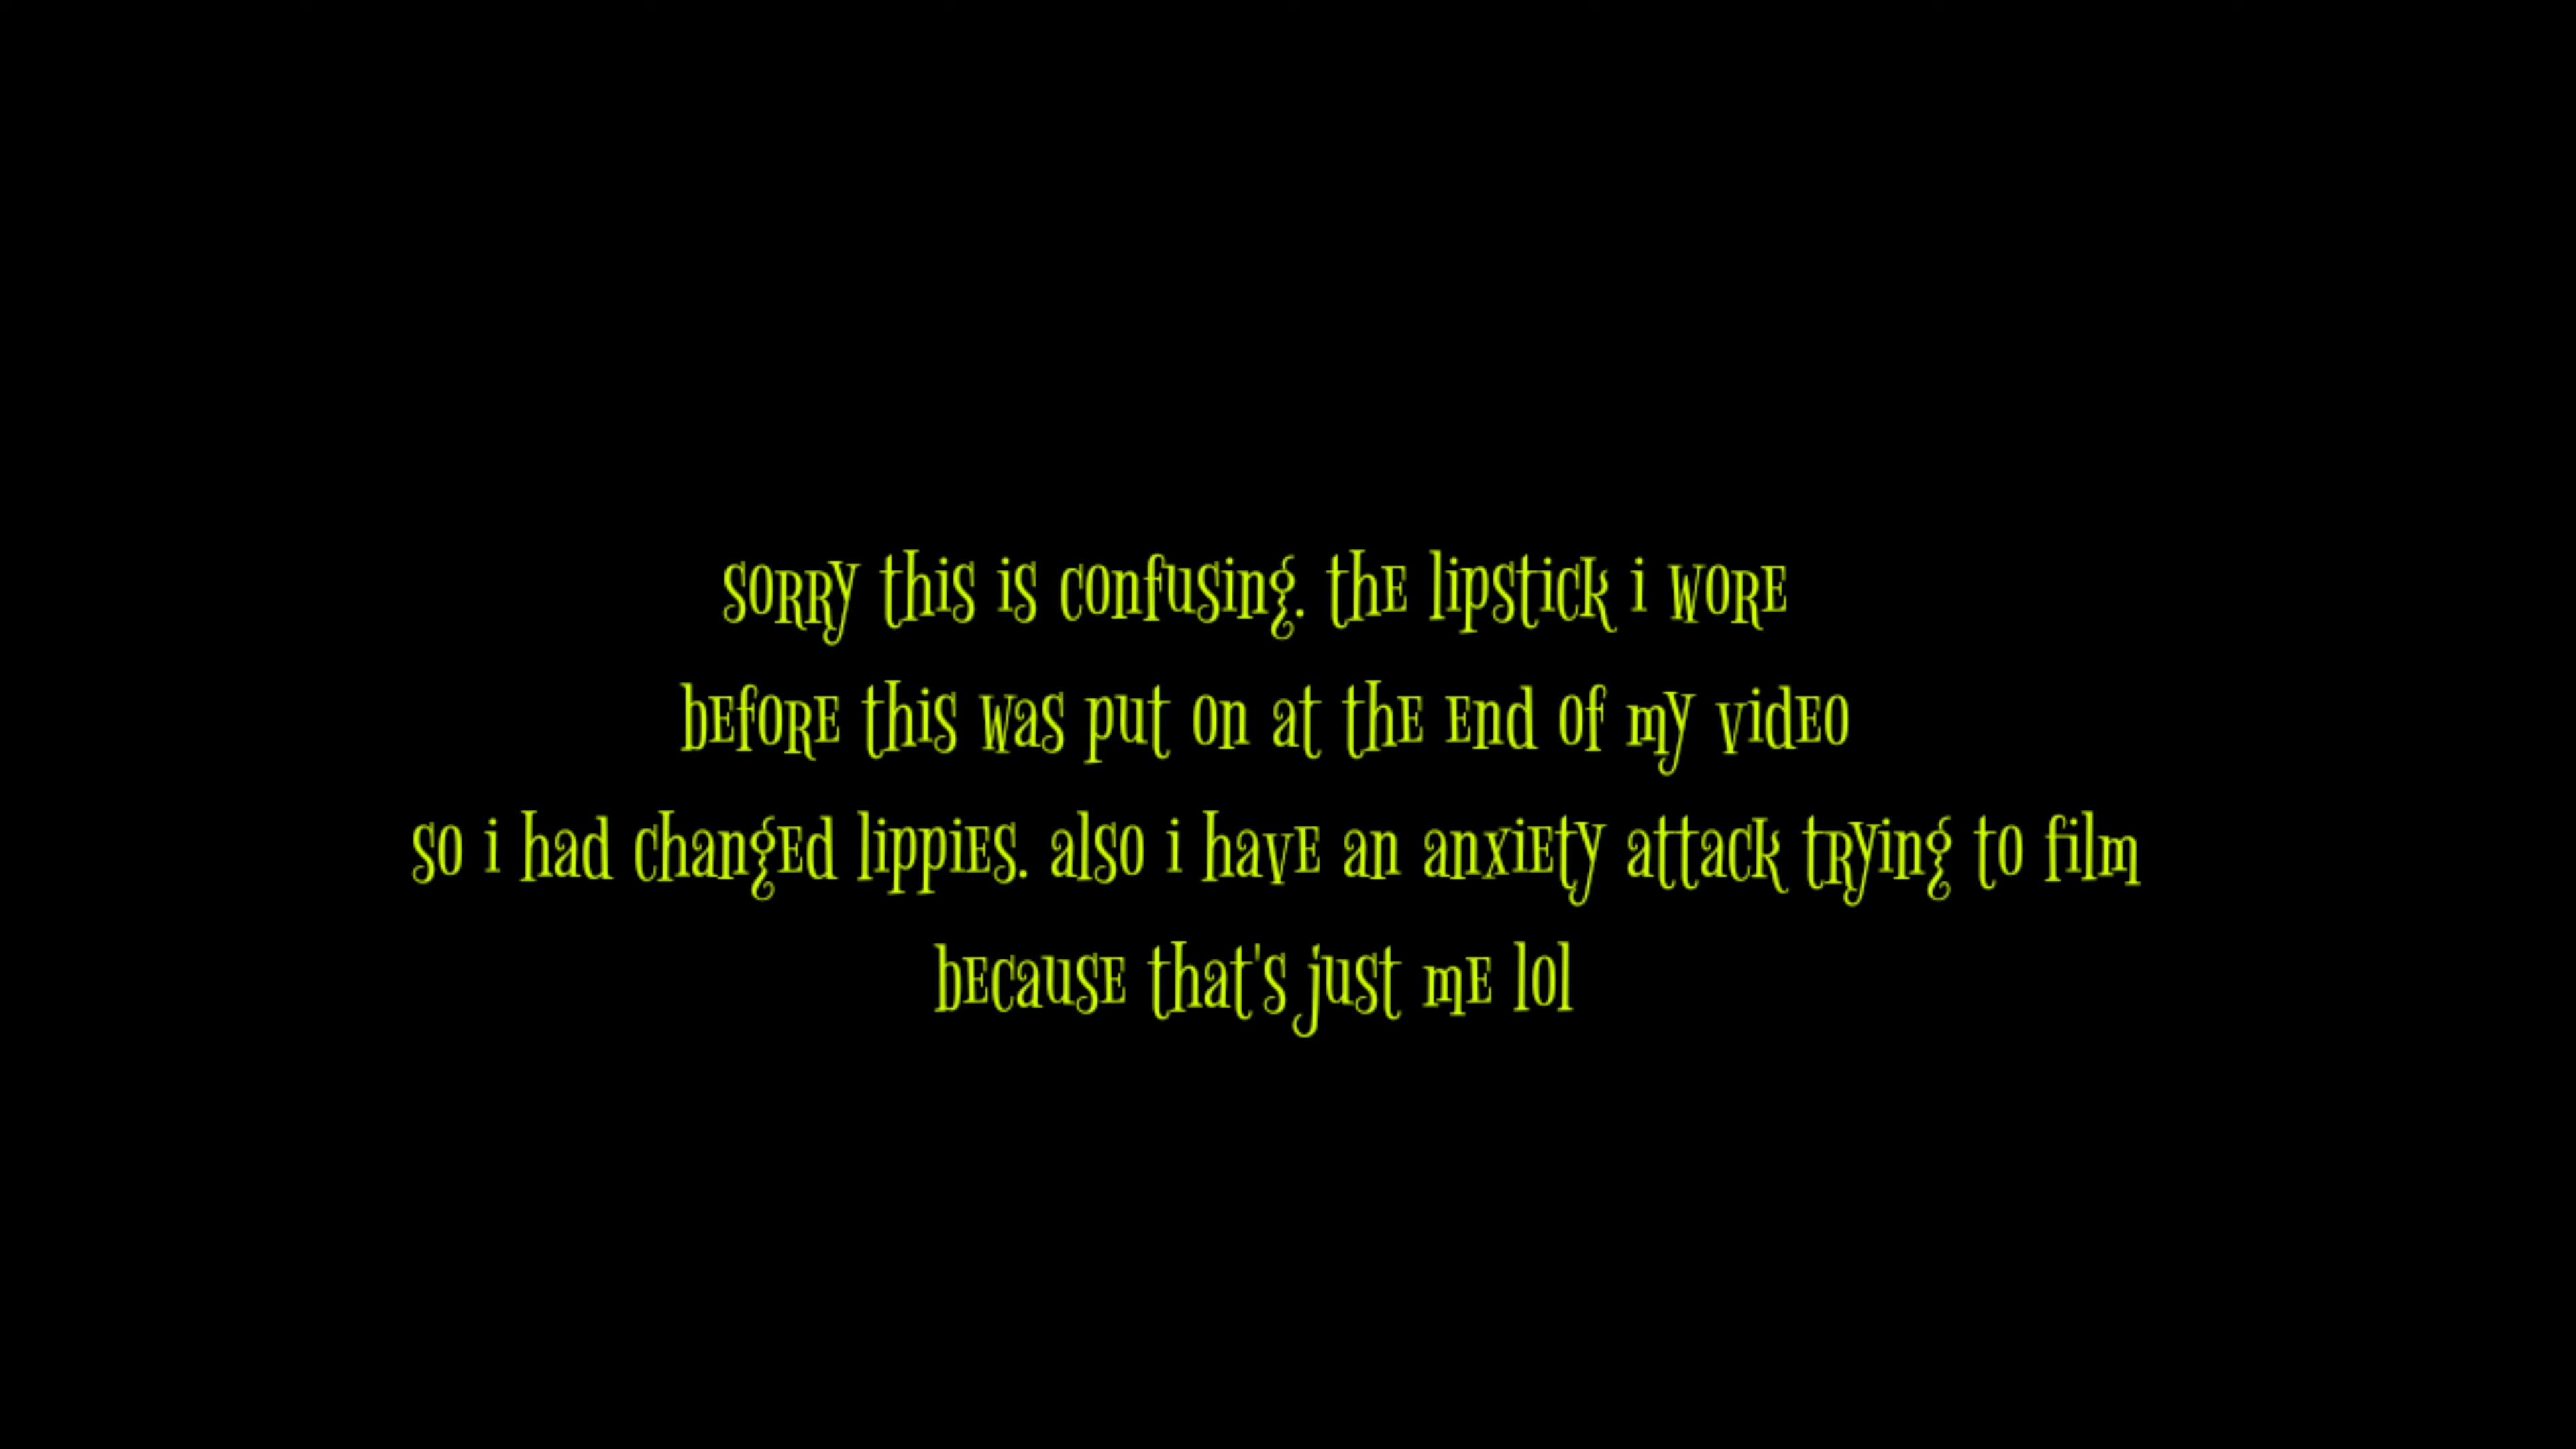 sorry this is confusing. the lipstick i wore
before this was put on at the end of my video
so i had changed lippies. also i have an anxiety attack trying to film
because that's just me lol